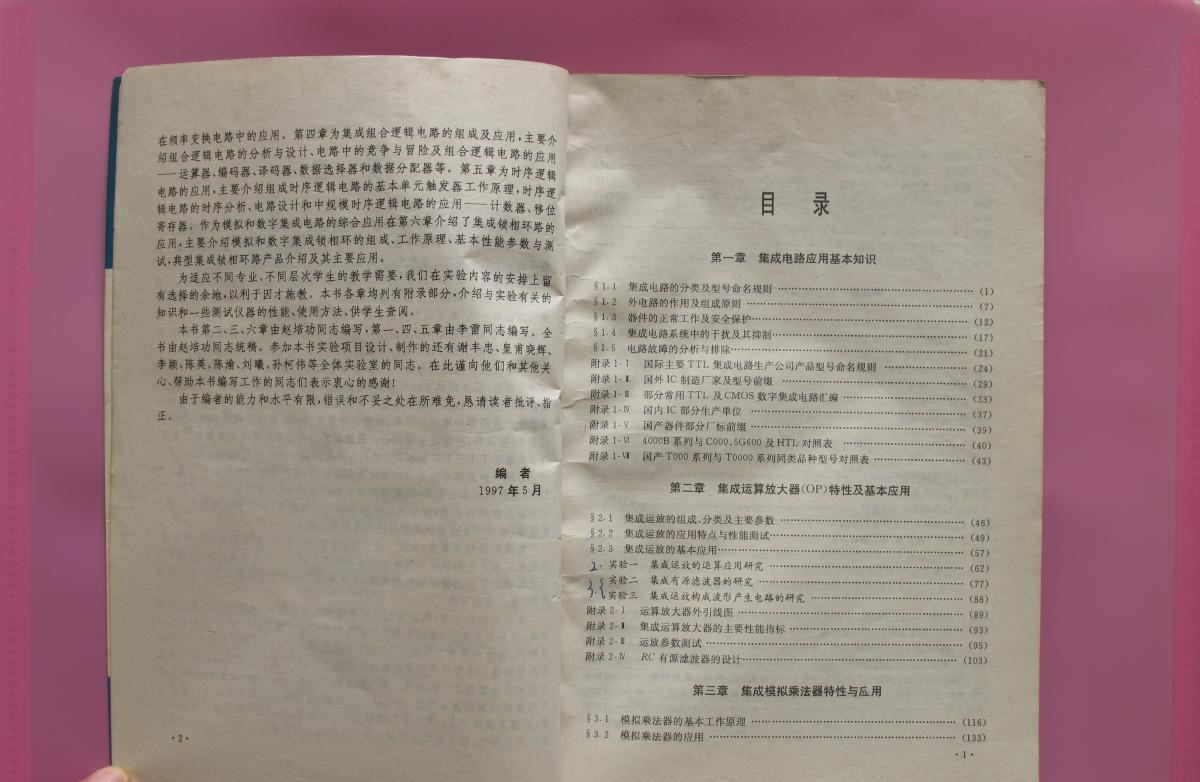 在频率变换电路中的应用。第四章为集成组合逻辑电路的组成及应用，主要介
绍组合逻辑电路的分析与设计、电路中的竞争与冒险及组合逻辑电路的应用
——运算器、编码器、译码器、数据选择器和数据分配器等。第五章为时序逻辑
电路的应用，主要介绍组成时序逻辑电路的基本单元触发器工作原理，时序逻
辑电路的时序分析、电路设计和中规模时序逻辑电路的应用——计数器、移位
寄存器。作为模拟和数字集成电路的综合应用在第六章介绍了集成锁相环路的
应用，主要介绍模拟和数字集成锁相环的组成、工作原理、基本性能参数与测
试，典型集成锁相环路产品介绍及其主要应用。
为适应不同专业、不同层次学生的教学需要，我们在实验内容的安排上留
有选择的余地，以利于因才施教。本书各章均列有附录部分，介绍与实验有关的
知识和一些测试仪器的性能、使用方法，供学生查阅。
本书第二、三、六章由赵培功同志编写，第一、四、五章由李雷同志编写。全
书由赵培功同志统稿。参加本书实验项目设计、制作的还有谢丰忠、皇甫晓辉、
李颖、陈英、陈渝、刘曦、孙柯伟等全体实验室的同志。在此谨向他们和其他关
心、帮助本书编写工作的同志们表示衷心的感谢！
由于编者的能力和水平有限，错误和不妥之处在所难免，恳请读者批评、指
正。
编 者
1997年5月
·2·
目 录
第一章 集成电路应用基本知识
§1.1 集成电路的分类及型号命名规则 ……………………… (1)
§1.2 外电路的作用及组成原则 ……………………… (7)
§1.3 器件的正常工作及安全保护 ……………………… (12)
§1.4 集成电路系统中的干扰及其抑制 ……………………… (17)
§1.5 电路故障的分析与排除 ……………………… (21)
附录1-Ⅰ 国际主要TTL集成电路生产公司产品型号命名规则 ……………… (24)
附录1-Ⅱ 国外IC制造厂家及型号前缀 ……………………… (29)
附录1-Ⅲ 部分常用TTL及CMOS数字集成电路汇编 ……………… (33)
附录1-Ⅳ 国内IC部分生产单位 ……………………… (37)
附录1-Ⅴ 国产器件部分厂标前缀 ……………………… (39)
附录1-Ⅵ 4000B系列与C000、5G600及HTL对照表 ……………… (40)
附录1-Ⅶ 国产T000系列与T0000系列同类品种型号对照表 ……………… (43)
第二章 集成运算放大器(OP)特性及基本应用
§2.1 集成运放的组成、分类及主要参数 ……………………… (46)
§2.2 集成运放的应用特点与性能测试 ……………………… (49)
§2.3 集成运放的基本应用 ……………………… (57)
2. 实验一 集成运放的运算应用研究 ……………………… (62)
3.{ 实验二 集成有源滤波器的研究 ……………………… (77)
实验三 集成运放构成波形产生电路的研究 ……………………… (86)
附录2-Ⅰ 运算放大器外引线图 ……………………… (89)
附录2-Ⅱ 集成运算放大器的主要性能指标 ……………………… (93)
附录2-Ⅲ 运放参数测试 ……………………… (95)
附录2-Ⅳ RC有源滤波器的设计 ……………………… (103)
第三章 集成模拟乘法器特性与应用
§3.1 模拟乘法器的基本工作原理 ……………………… (116)
§3.2 模拟乘法器的应用 ……………………… (133)
·1·